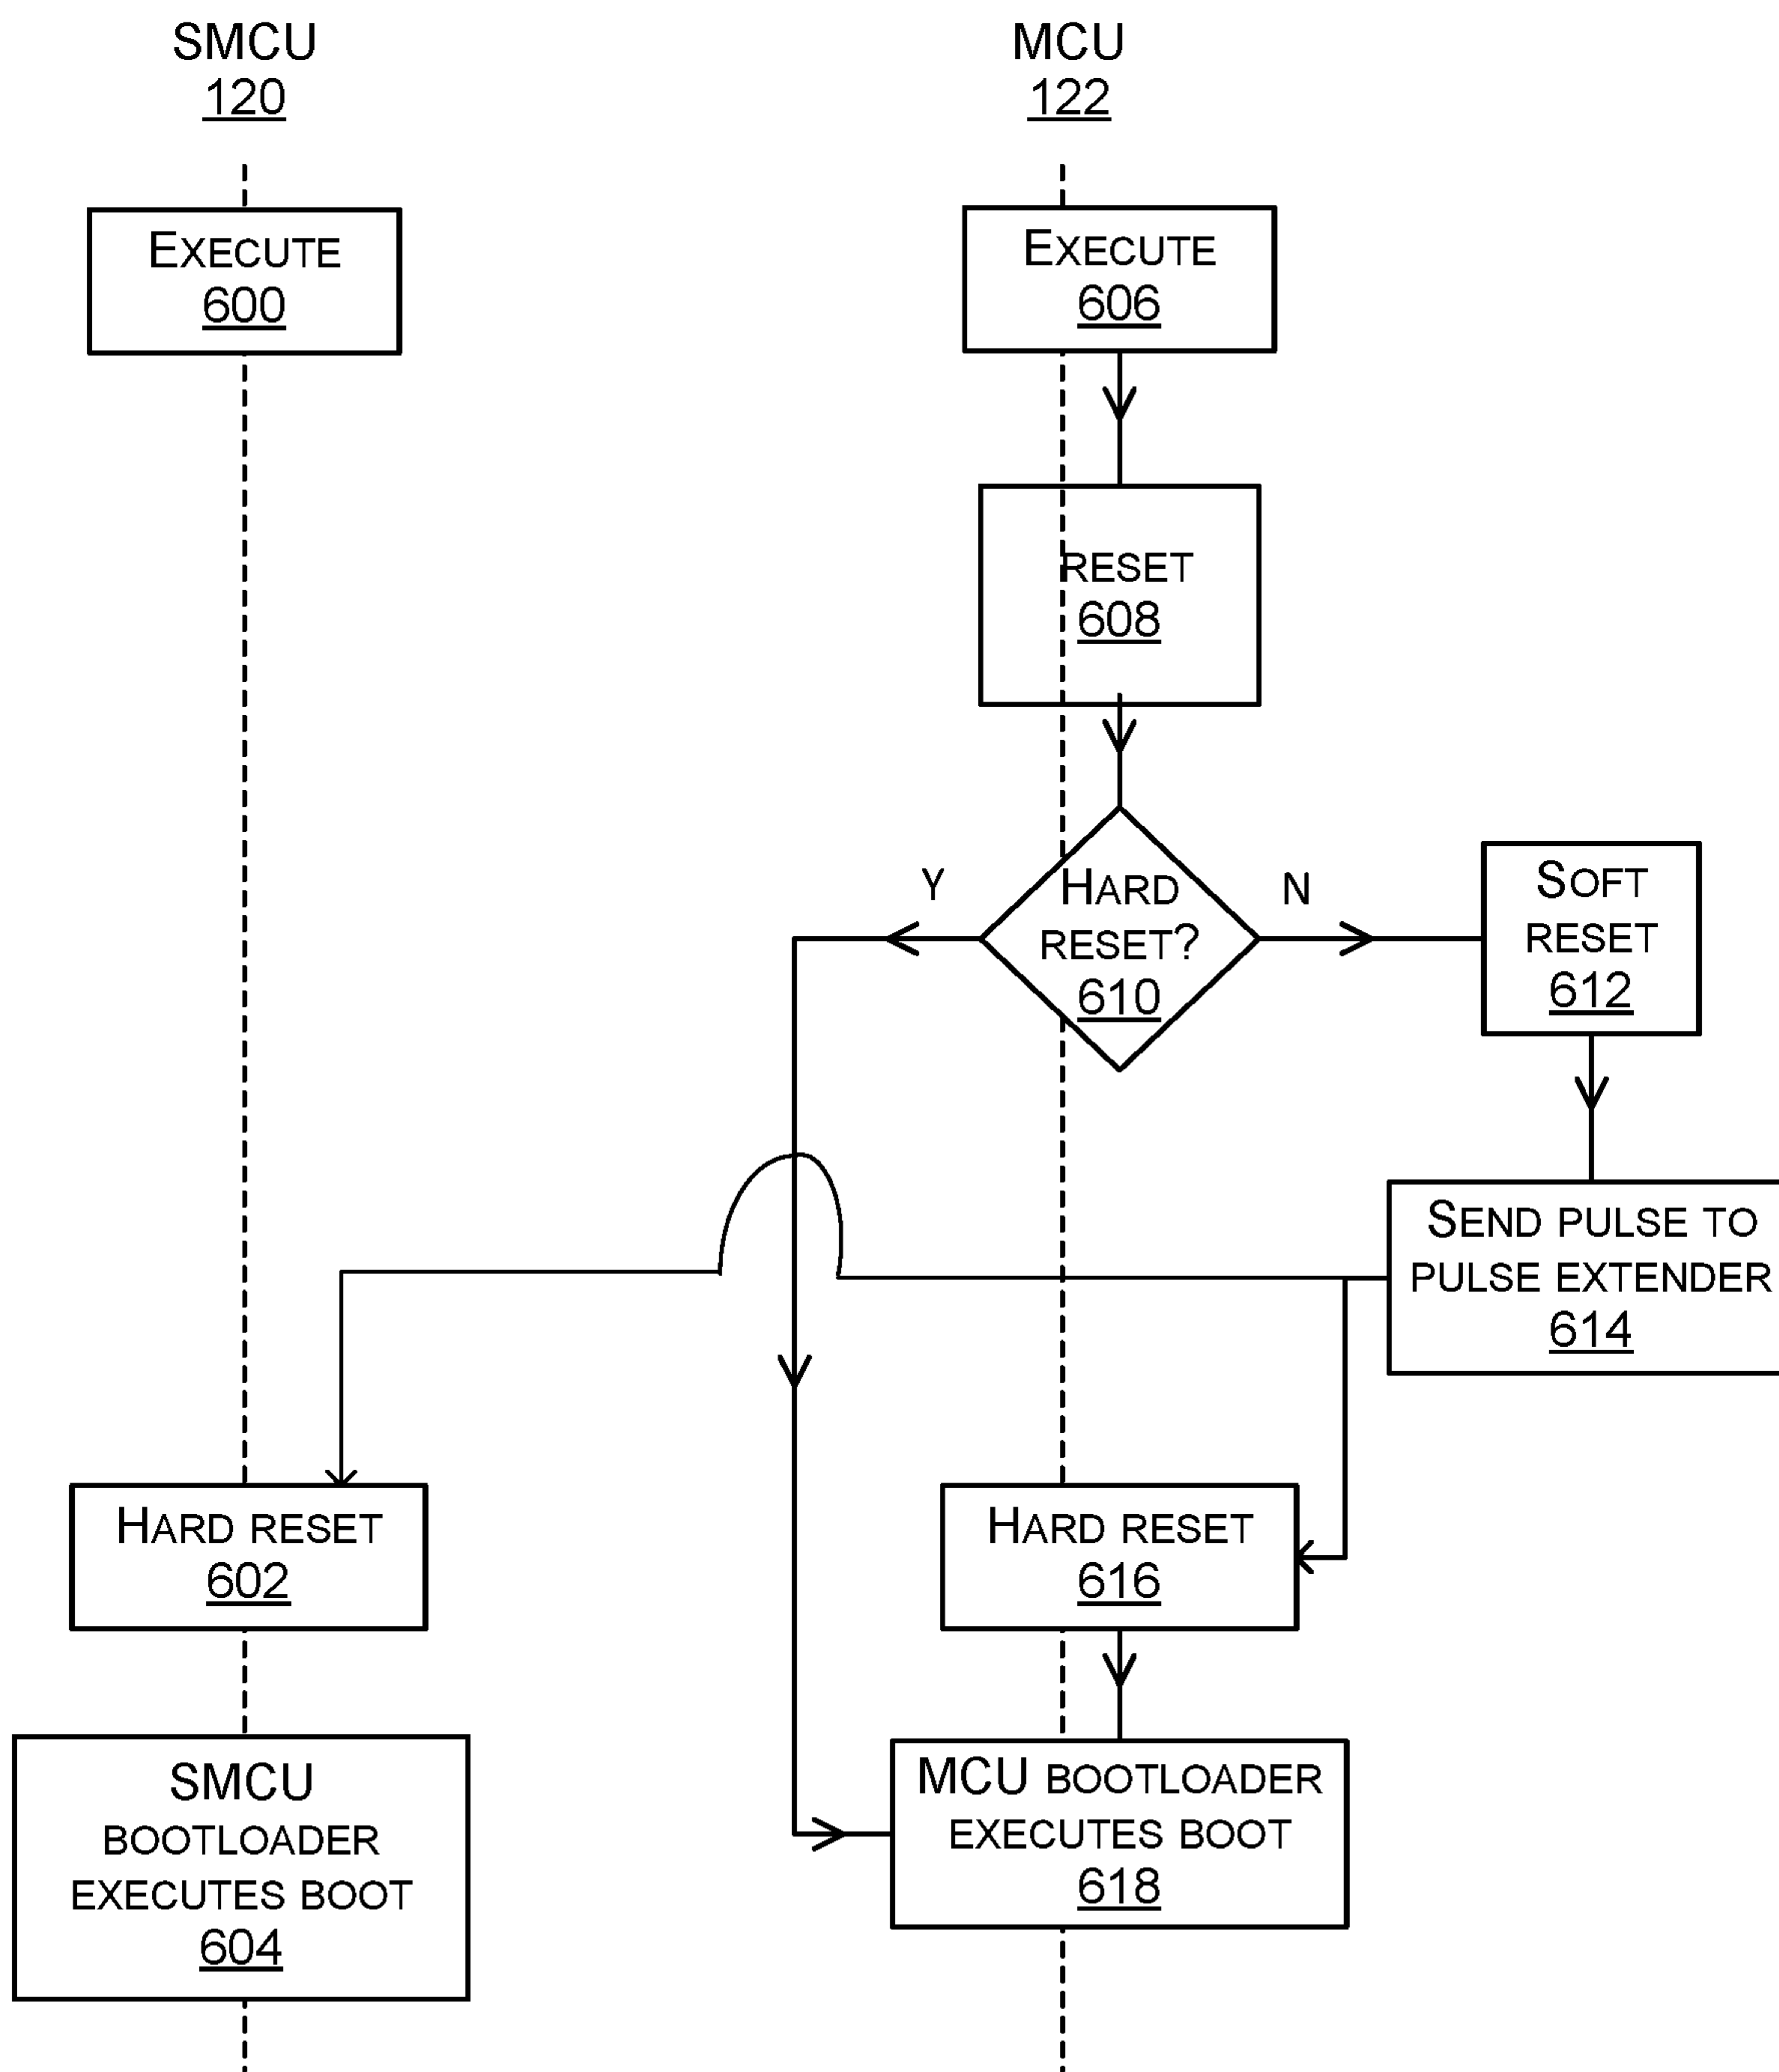 SMCU
120
MCU
122
EXECUTE
600
EXECUTE
606
RESET
608
Y
HARD
RESET?
610
N
SOFT
RESET
612
SEND PULSE TO
PULSE EXTENDER
614
HARD RESET
602
HARD RESET
616
SMCU
BOOTLOADER
EXECUTES BOOT
604
MCU BOOTLOADER
EXECUTES BOOT
618